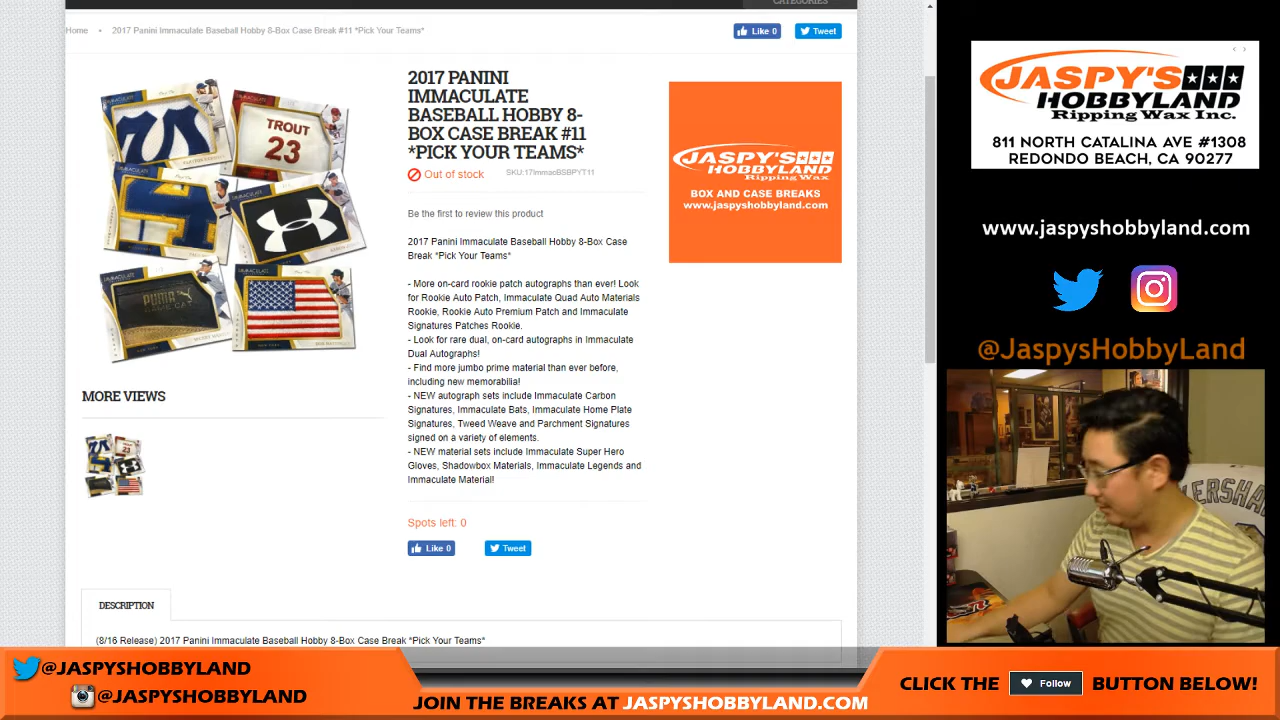 CATEGORIES
Home • 2017 Panini Immaculate Baseball Hobby 8-Box Case Break #11 *Pick Your Teams*
Like 0
Tweet
TROUT
23
PUMA
MORE VIEWS
2017 PANINI
IMMACULATE
BASEBALL HOBBY 8-
BOX CASE BREAK #11
*PICK YOUR TEAMS*
Out of stock
SKU:17ImmacBSBPYT11
Be the first to review this product
2017 Panini Immaculate Baseball Hobby 8-Box Case
Break *Pick Your Teams*
- More on-card rookie patch autographs than ever! Look
for Rookie Auto Patch, Immaculate Quad Auto Materials
Rookie, Rookie Auto Premium Patch and Immaculate
Signatures Patches Rookie.
- Look for rare dual, on-card autographs in Immaculate
Dual Autographs!
- Find more jumbo prime material than ever before,
including new memorabilia!
- NEW autograph sets include Immaculate Carbon
Signatures, Immaculate Bats, Immaculate Home Plate
Signatures, Tweed Weave and Parchment Signatures
signed on a variety of elements.
- NEW material sets include Immaculate Super Hero
Gloves, Shadowbox Materials, Immaculate Legends and
Immaculate Material!
Spots left: 0
Like 0
Tweet
DESCRIPTION
(8/16 Release) 2017 Panini Immaculate Baseball Hobby 8-Box Case Break *Pick Your Teams*
JASPY'S
HOBBYLAND
Ripping Wax
BOX AND CASE BREAKS
www.jaspyshobbyland.com
JASPY'S
HOBBYLAND
Ripping Wax Inc.
811 NORTH CATALINA AVE #1308
REDONDO BEACH, CA 90277
www.jaspyshobbyland.com
@JaspysHobbyLand
ERSHA
@JASPYSHOBBYLAND
@JASPYSHOBBYLAND
JOIN THE BREAKS AT JASPYSHOBBYLAND.COM
CLICK THE Follow BUTTON BELOW!